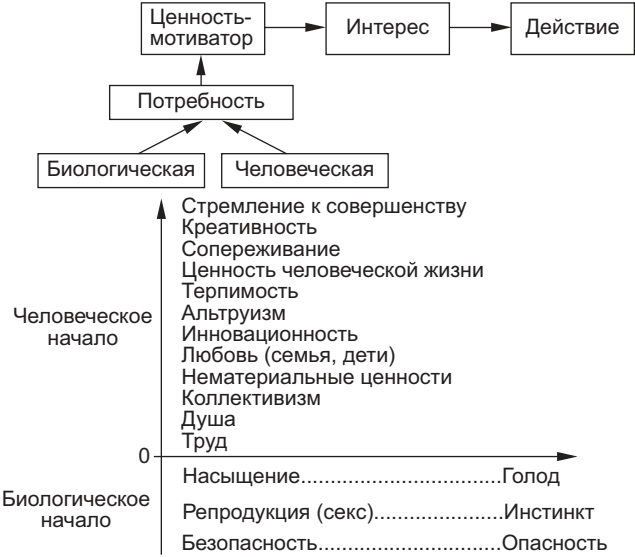 Ценность-
мотиватор
Интерес
Действие
Потребность
Биологическая
Человеческая
Стремление к совершенству
Креативность
Сопереживание
Ценность человеческой жизни
Терпимость
Альтруизм
Инновационность
Любовь (семья, дети)
Нематериальные ценности
Коллективизм
Душа
Труд
Человеческое
начало
0
Биологическое
начало
Насыщение..................................Голод
Репродукция (секс)......................Инстинкт
Безопасность...............................Опасность